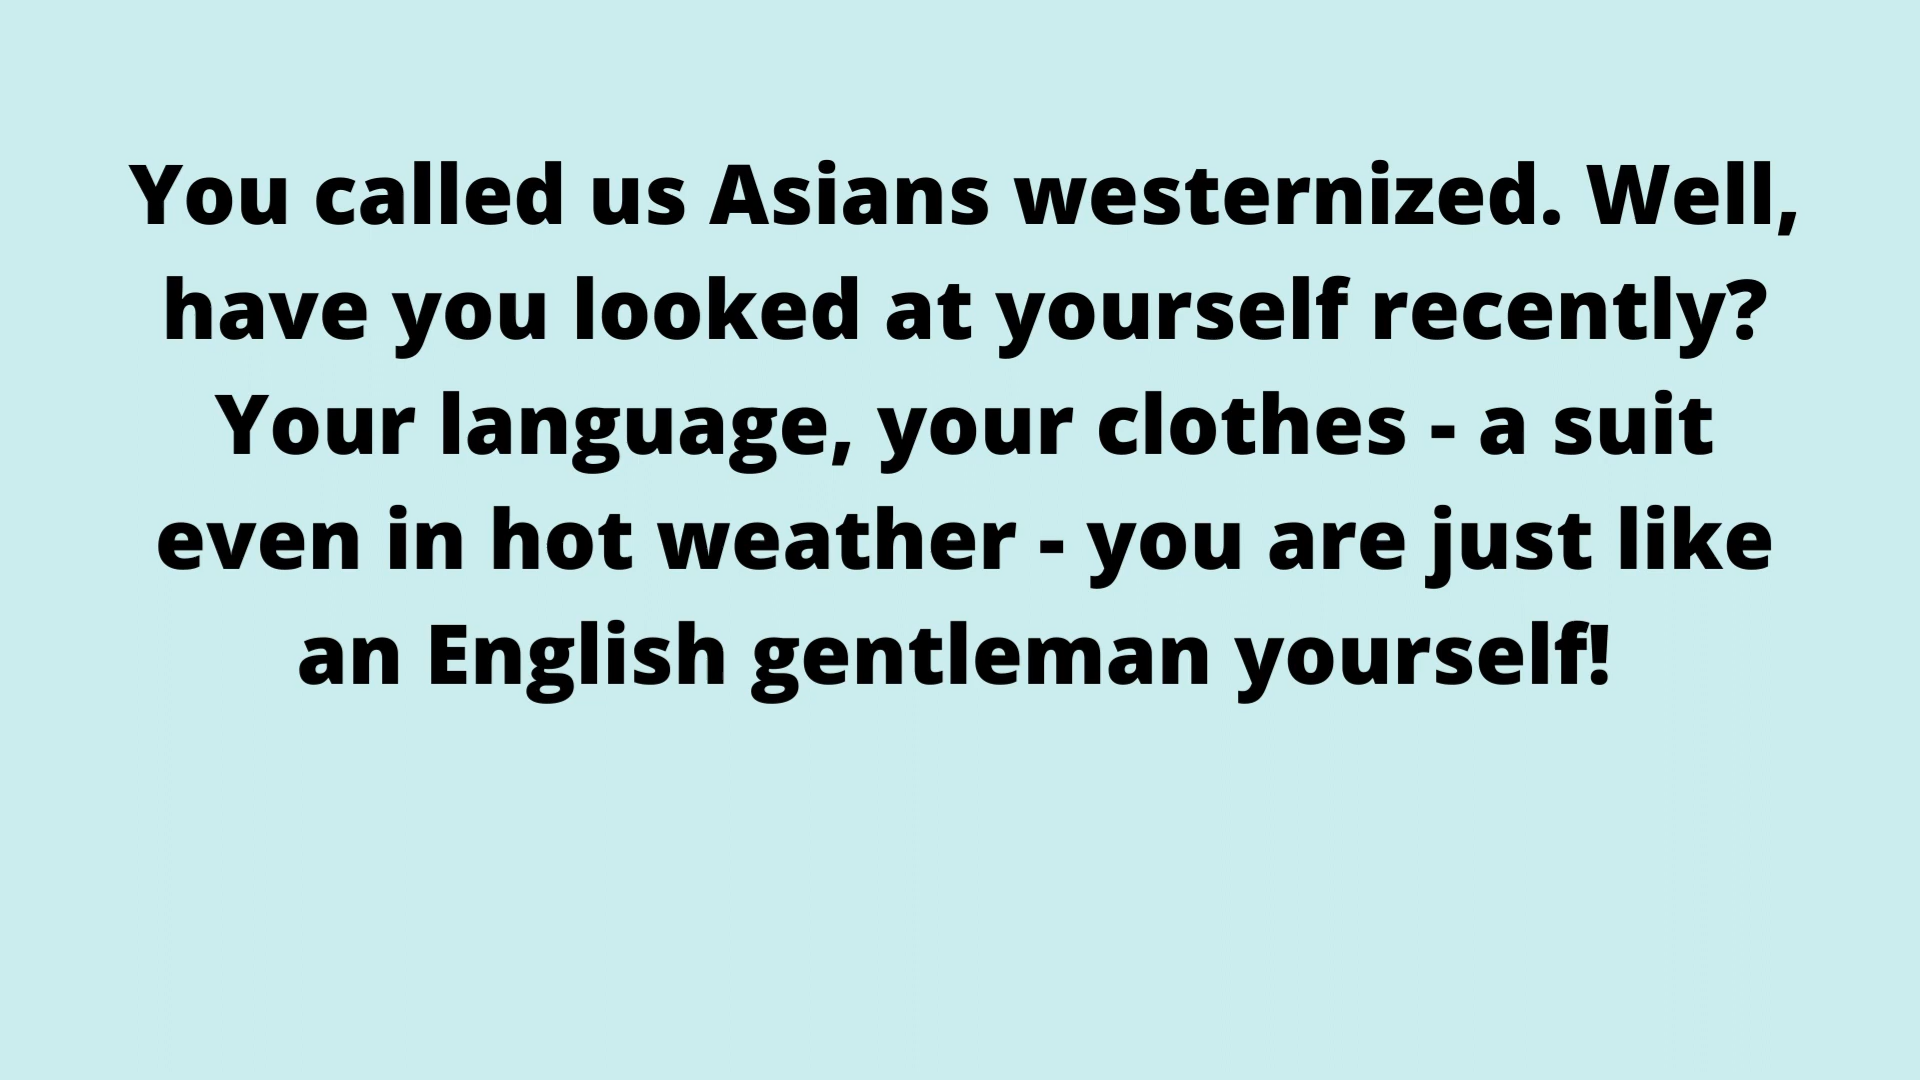 You called us Asians westernized. Well,
have you looked at yourself recently?
Your language, your clothes - a suit
even in hot weather - you are just like
an English gentleman yourself!